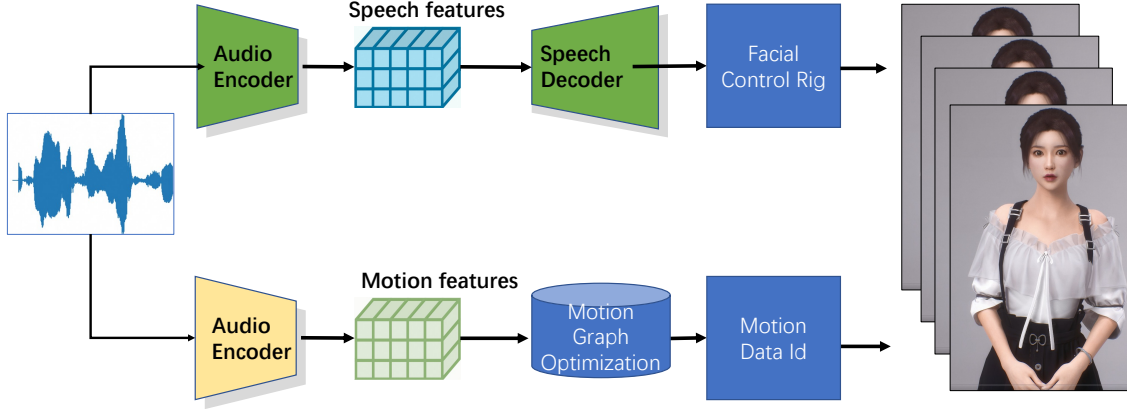 Speech features
Audio
Encoder
Speech
Decoder
Facial
Control Rig
Motion features
Audio
Encoder
Motion
Graph
Optimization
Motion
Data Id